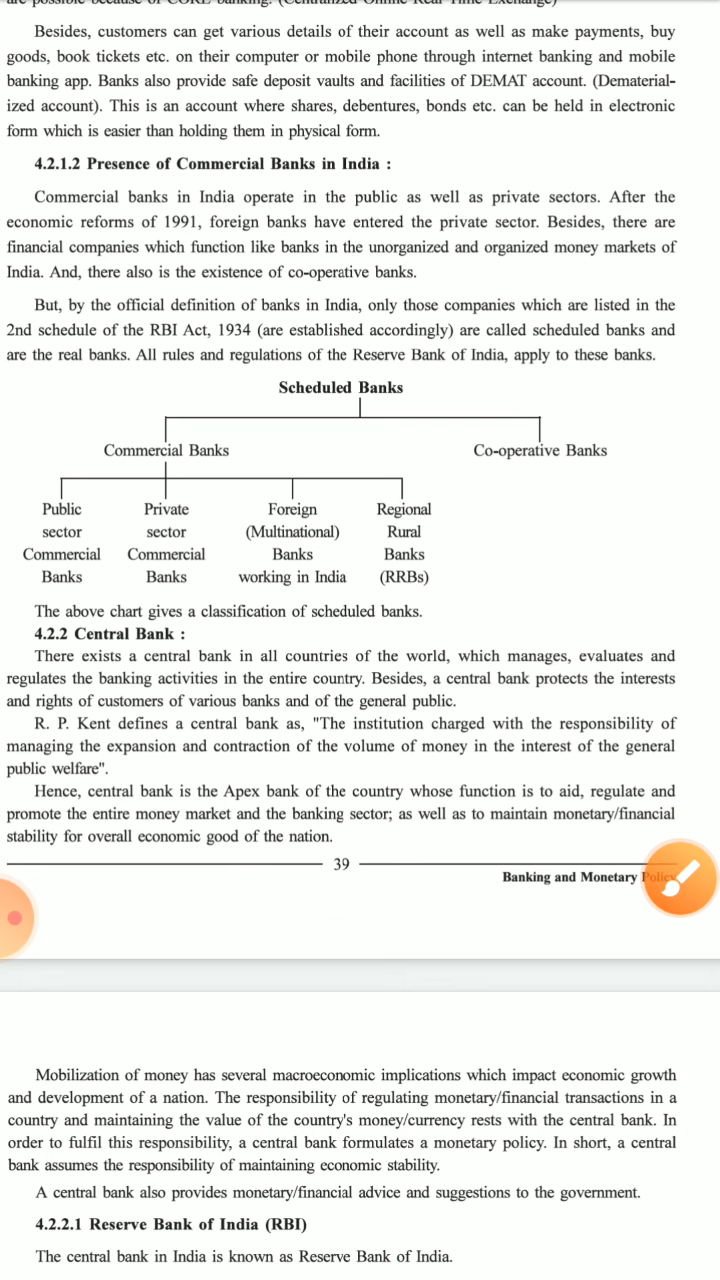 are possible because of CORE banking. (Centralized Online Real Time Exchange)
Besides, customers can get various details of their account as well as make payments, buy
goods, book tickets etc. on their computer or mobile phone through internet banking and mobile
banking app. Banks also provide safe deposit vaults and facilities of DEMAT account. (Dematerial-
ized account). This is an account where shares, debentures, bonds etc. can be held in electronic
form which is easier than holding them in physical form.
4.2.1.2 Presence of Commercial Banks in India :
Commercial banks in India operate in the public as well as private sectors. After the
economic reforms of 1991, foreign banks have entered the private sector. Besides, there are
financial companies which function like banks in the unorganized and organized money markets of
India. And, there also is the existence of co-operative banks.
But, by the official definition of banks in India, only those companies which are listed in the
2nd schedule of the RBI Act, 1934 (are established accordingly) are called scheduled banks and
are the real banks. All rules and regulations of the Reserve Bank of India, apply to these banks.
Scheduled Banks
Commercial Banks
Co-operative Banks
Public
sector
Commercial
Banks
Private
sector
Commercial
Banks
Foreign
(Multinational)
Banks
working in India
Regional
Rural
Banks
(RRBs)
The above chart gives a classification of scheduled banks.
4.2.2 Central Bank :
There exists a central bank in all countries of the world, which manages, evaluates and
regulates the banking activities in the entire country. Besides, a central bank protects the interests
and rights of customers of various banks and of the general public.
R. P. Kent defines a central bank as, "The institution charged with the responsibility of
managing the expansion and contraction of the volume of money in the interest of the general
public welfare".
Hence, central bank is the Apex bank of the country whose function is to aid, regulate and
promote the entire money market and the banking sector; as well as to maintain monetary/financial
stability for overall economic good of the nation.
39
Banking and Monetary Policy
Mobilization of money has several macroeconomic implications which impact economic growth
and development of a nation. The responsibility of regulating monetary/financial transactions in a
country and maintaining the value of the country's money/currency rests with the central bank. In
order to fulfil this responsibility, a central bank formulates a monetary policy. In short, a central
bank assumes the responsibility of maintaining economic stability.
A central bank also provides monetary/financial advice and suggestions to the government.
4.2.2.1 Reserve Bank of India (RBI)
The central bank in India is known as Reserve Bank of India.